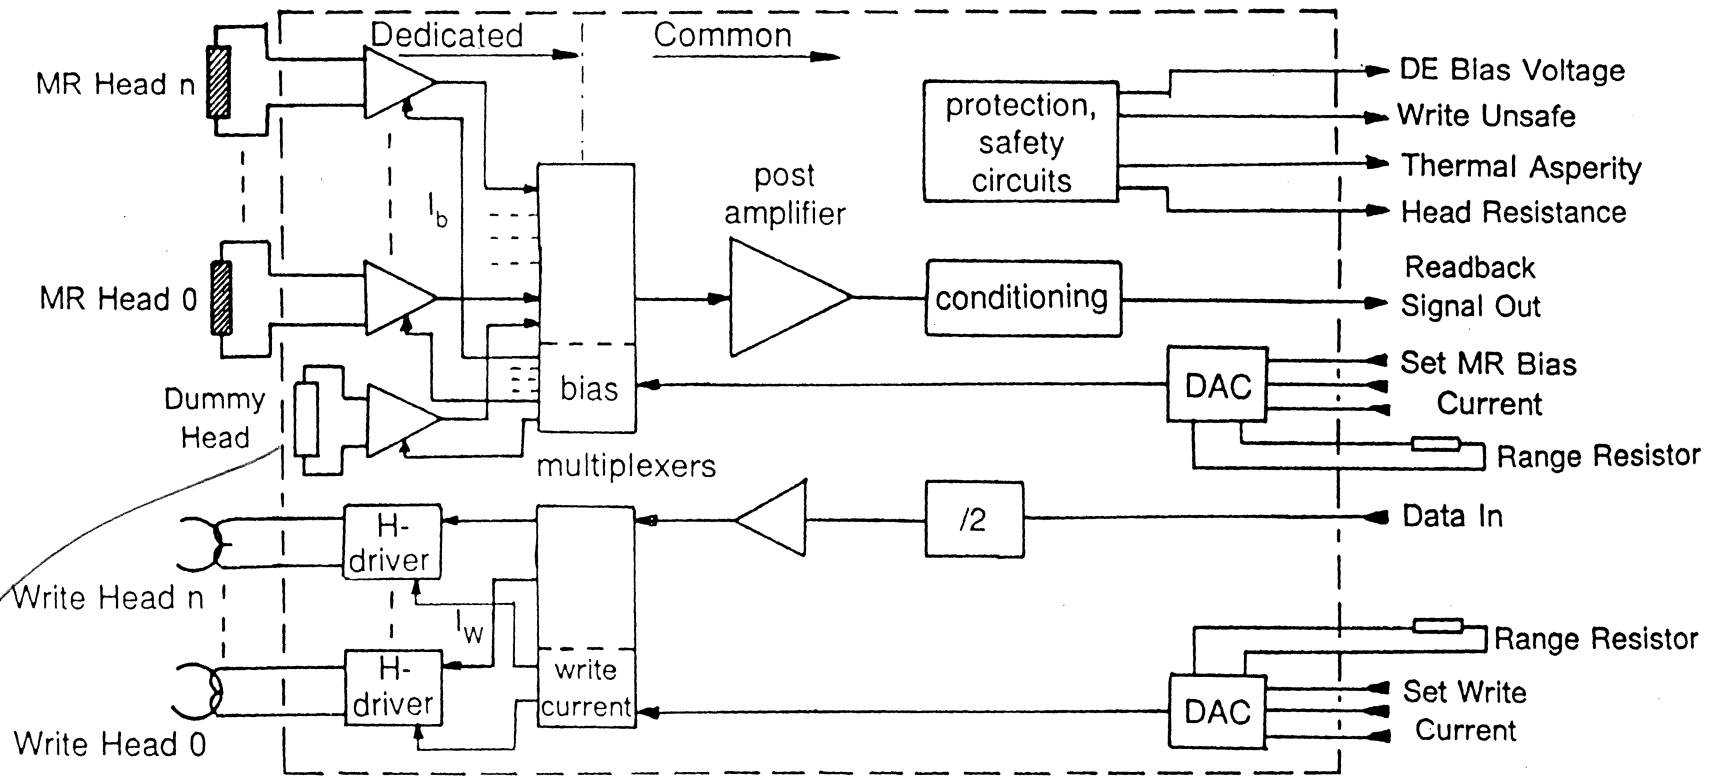 Dedicated
Common
MR Head n
DE Bias Voltage
protection,
safety
circuits
Write Unsafe
Thermal Asperity
Head Resistance
post
amplifier
I_b
MR Head 0
conditioning
Readback
Signal Out
Dummy
Head
bias
DAC
Set MR Bias
Current
Range Resistor
multiplexers
H-
driver
/2
Data In
Write Head n
I_W
Range Resistor
H-
driver
write
current
DAC
Set Write
Current
Write Head 0